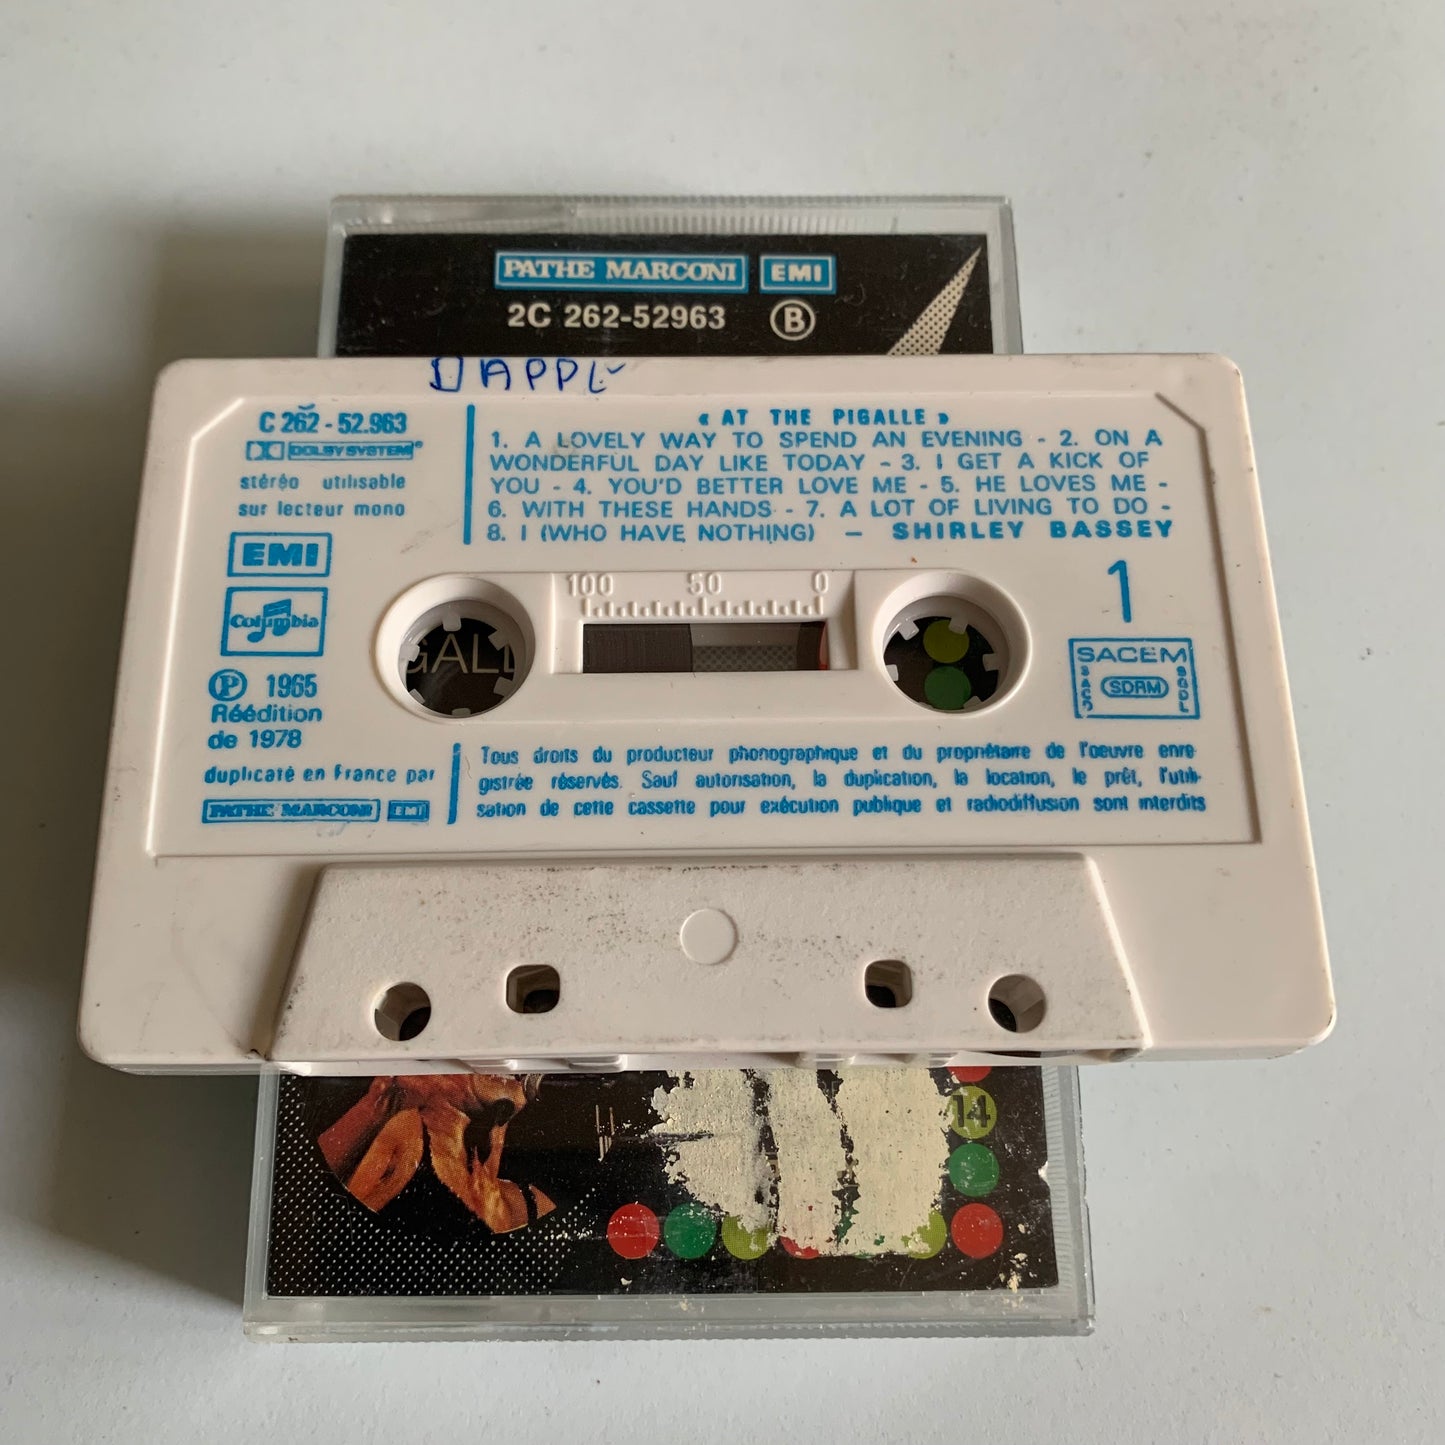 PATHE MARCONI EMI
2C 262-52963 B
C 262 - 52.963
DOLBY SYSTEM
stéréo utilisable
sur lecteur mono
EMI
Columbia
P 1965
Réédition
de 1978
duplicaté en France par
PATHE MARCONI EMI
« AT THE PIGALLE »
1. A LOVELY WAY TO SPEND AN EVENING - 2. ON A
WONDERFUL DAY LIKE TODAY - 3. I GET A KICK OF
YOU - 4. YOU'D BETTER LOVE ME - 5. HE LOVES ME -
6. WITH THESE HANDS - 7. A LOT OF LIVING TO DO -
8. I (WHO HAVE NOTHING) — SHIRLEY BASSEY
100 50 0
1
GALL
SACEM
SACD SDRM SGDL
Tous droits du producteur phonographique et du propriétaire de l'oeuvre enre-
gistrée réservés. Sauf autorisation, la duplication, la location, le prêt, l'utili-
sation de cette cassette pour exécution publique et radiodiffusion sont interdits
14